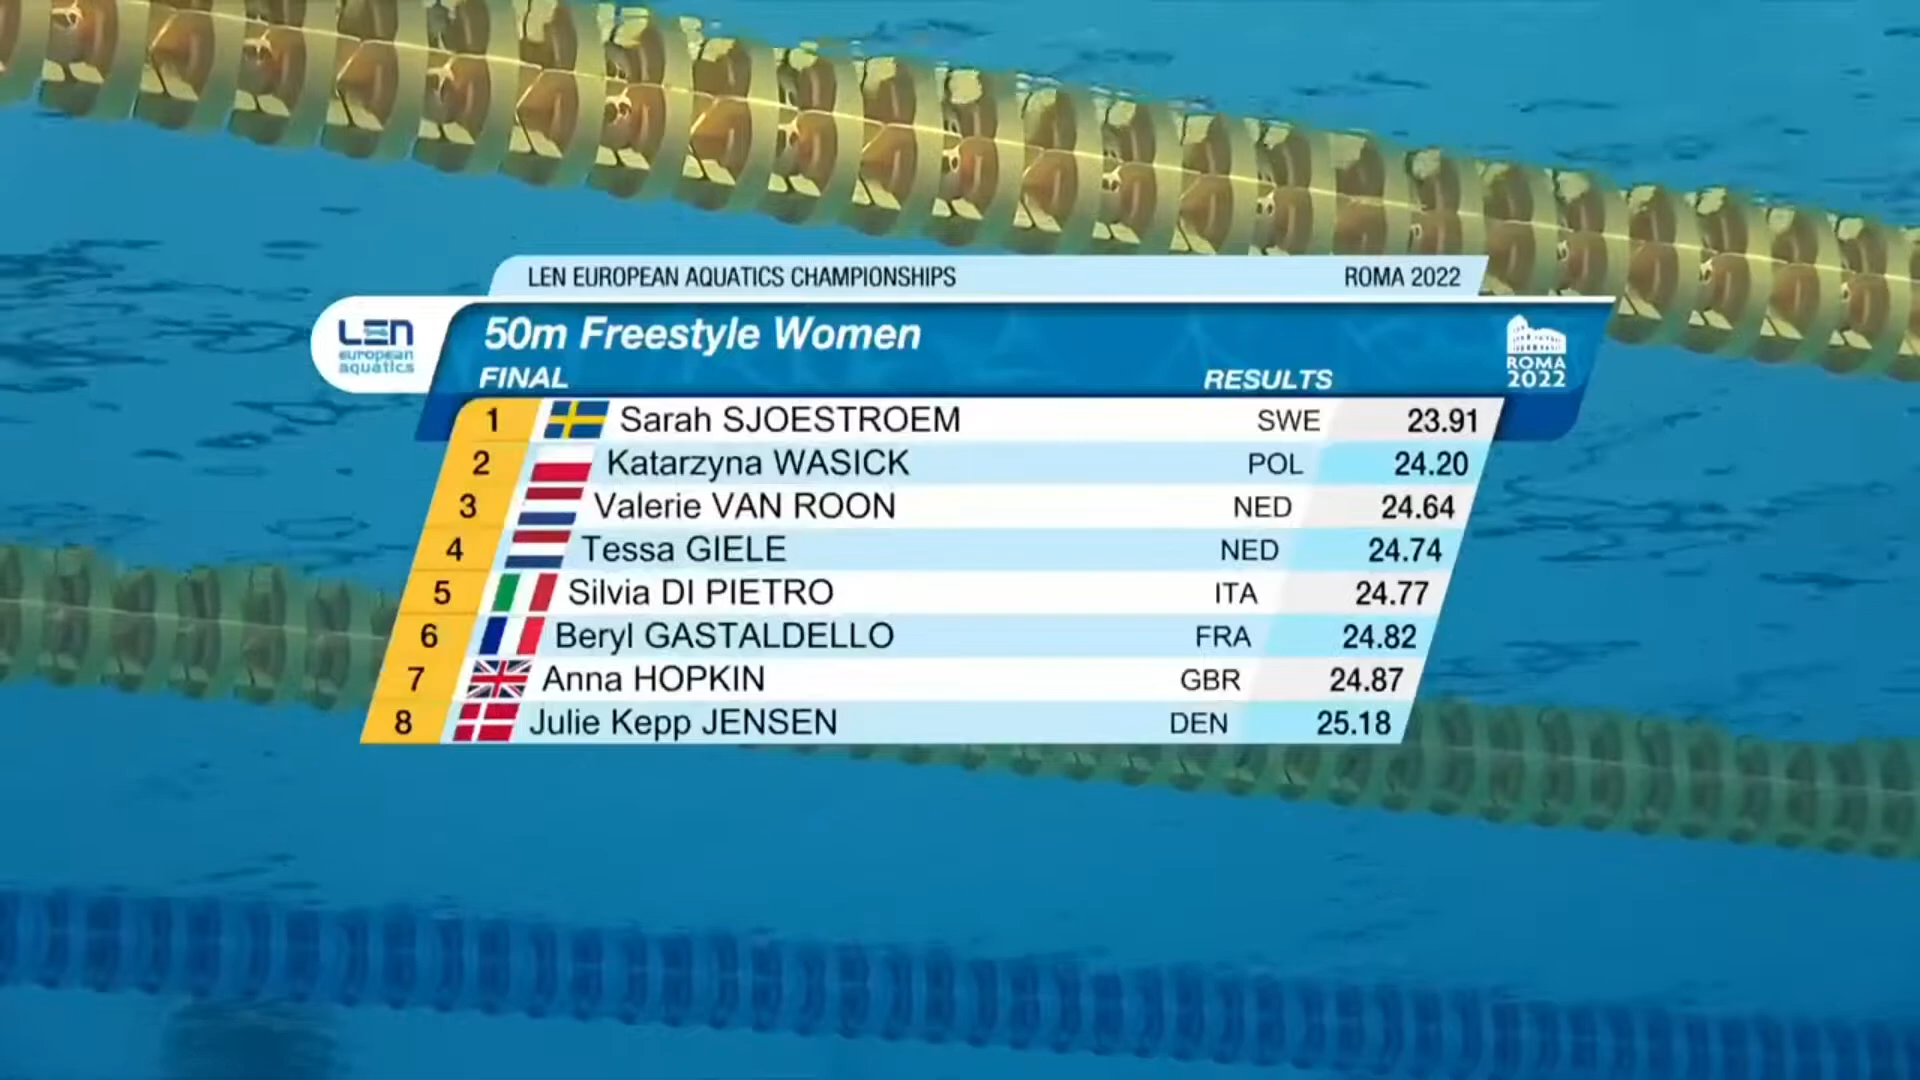 LEN EUROPEAN AQUATICS CHAMPIONSHIPS ROMA 2022
LEN
european
aquatics
50m Freestyle Women
FINAL RESULTS
ROMA
2022
1 Sarah SJOESTROEM SWE 23.91
2 Katarzyna WASICK POL 24.20
3 Valerie VAN ROON NED 24.64
4 Tessa GIELE NED 24.74
5 Silvia DI PIETRO ITA 24.77
6 Beryl GASTALDELLO FRA 24.82
7 Anna HOPKIN GBR 24.87
8 Julie Kepp JENSEN DEN 25.18